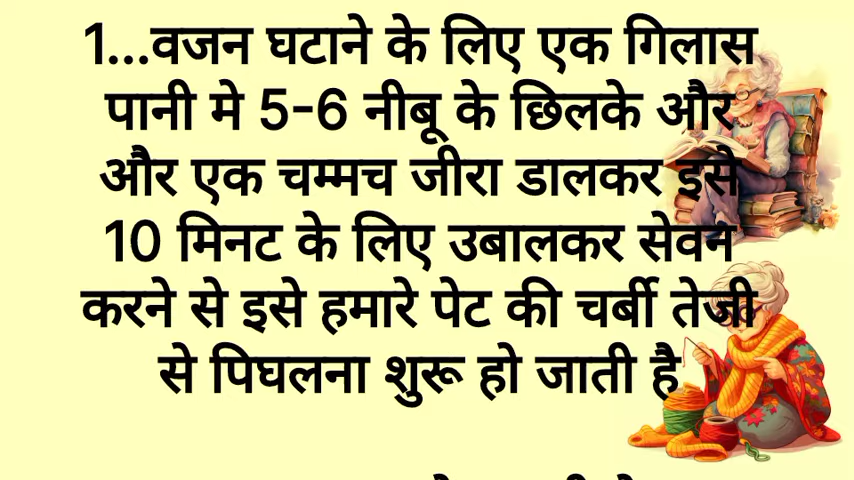 1...वजन घटाने के लिए एक गिलास
पानी मे 5-6 नीबू के छिलके और
और एक चम्मच जीरा डालकर इसे
10 मिनट के लिए उबालकर सेवन
करने से इसे हमारे पेट की चर्बी तेजी
से पिघलना शुरू हो जाती है